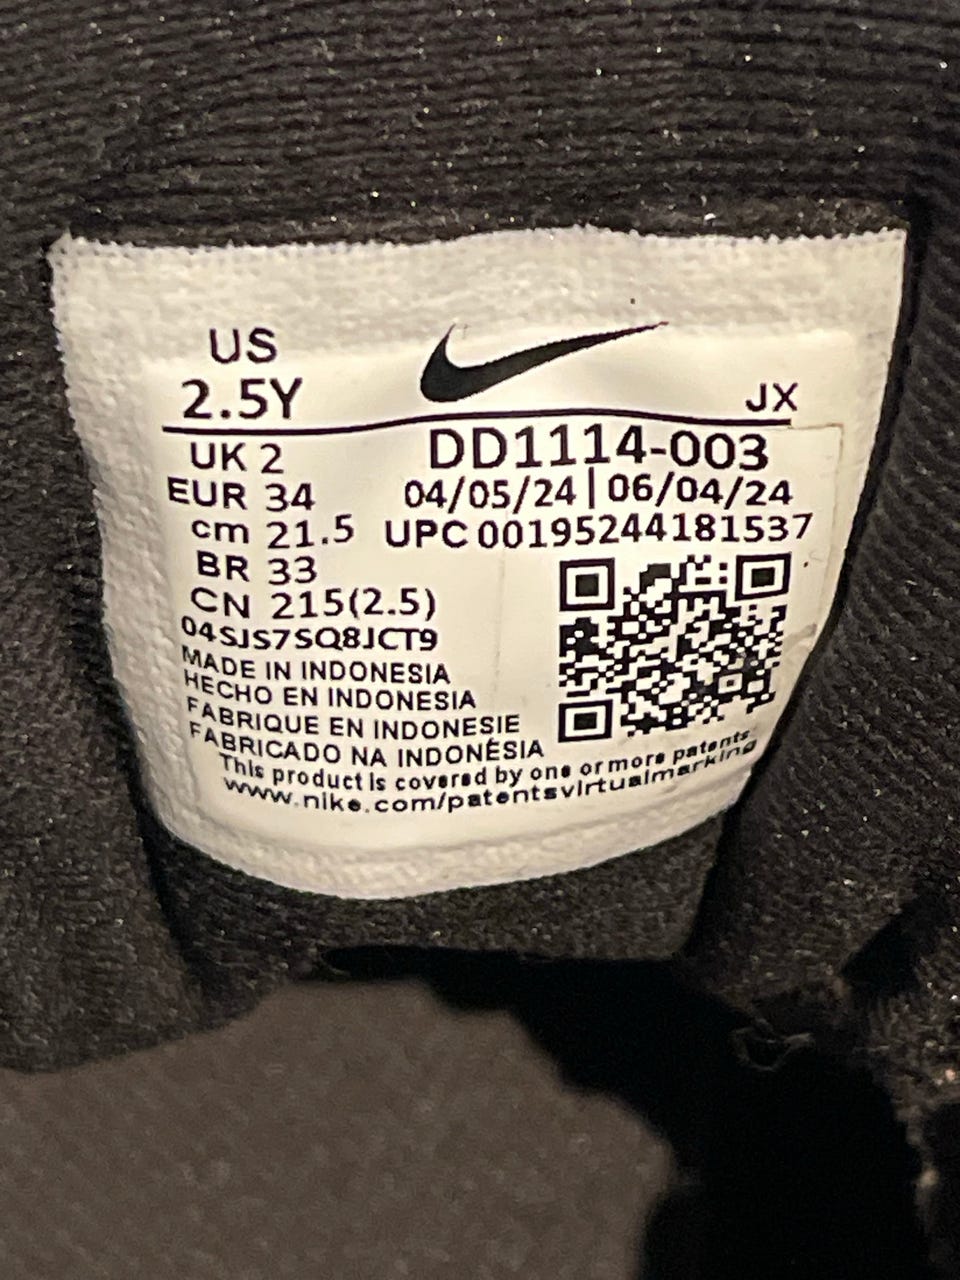 US
2.5Y
JX
UK 2
EUR 34
cm 21.5
BR 33
CN 215(2.5)
DD1114-003
04/05/24|06/04/24
UPC 00195244181537
04SJS7SQ8JCT9
MADE IN INDONESIA
HECHO EN INDONESIA
FABRIQUE EN INDONESIE
FABRICADO NA INDONÉSIA
This product is covered by one or more patents
www.nike.com/patentsvirtualmarking